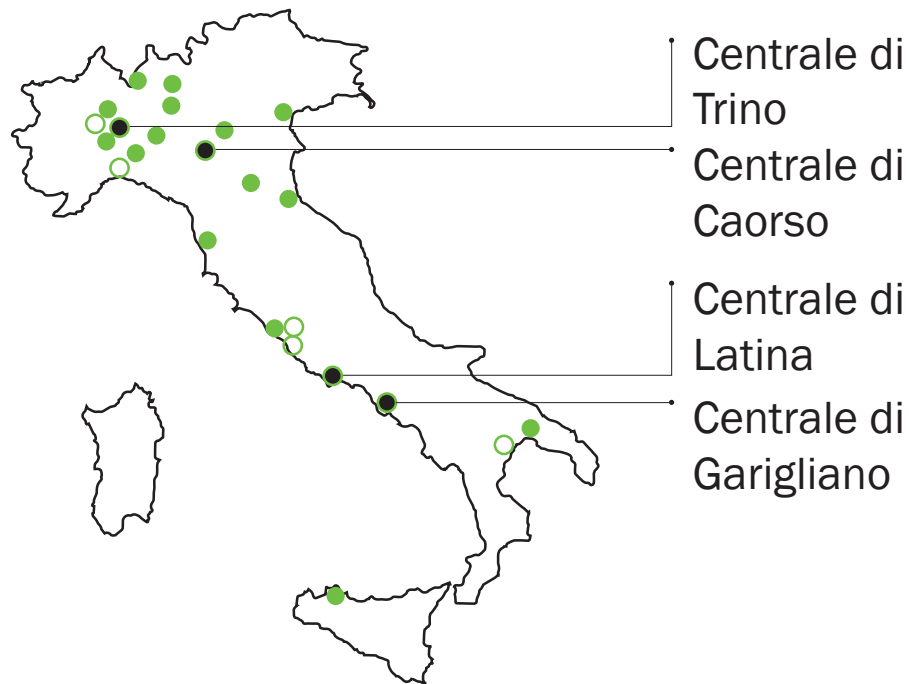 Centrale di
Trino
Centrale di
Caorso
Centrale di
Latina
Centrale di
Garigliano